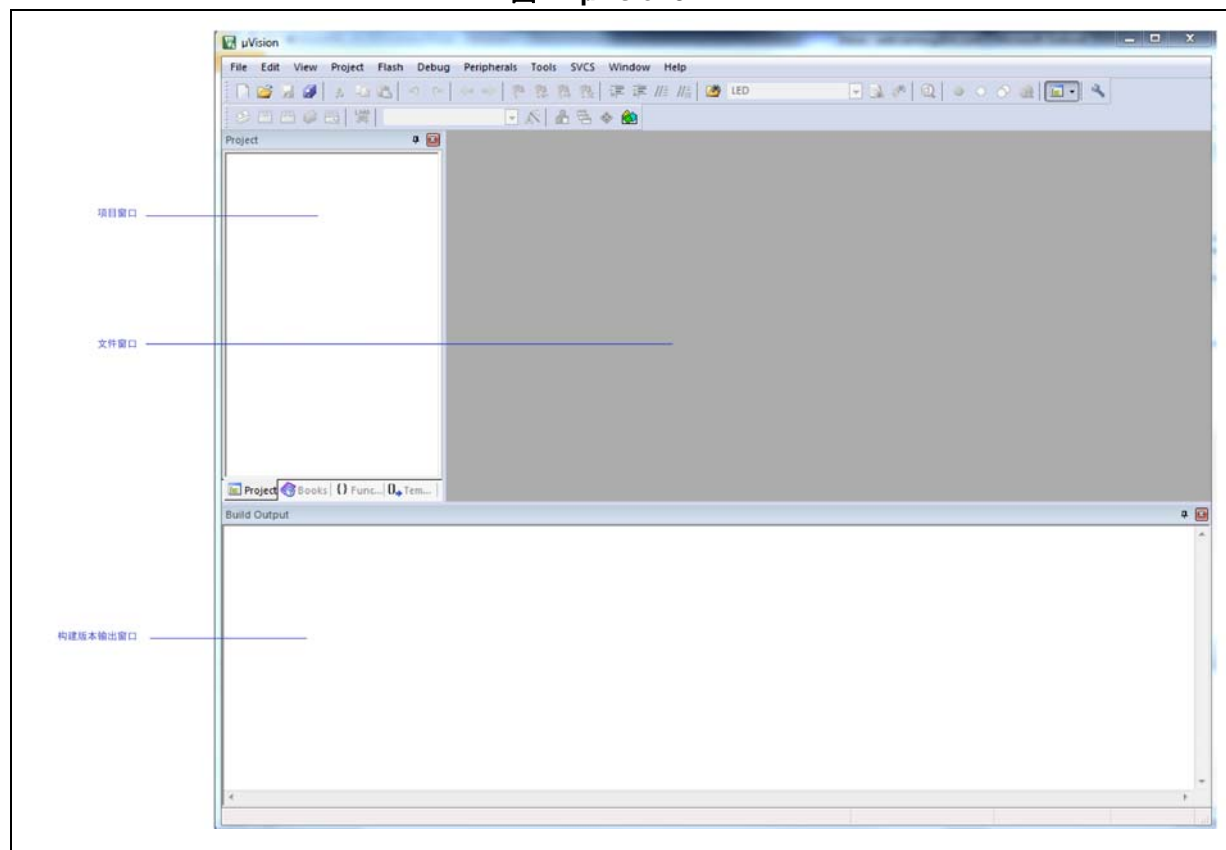 µVision
File Edit View Project Flash Debug Peripherals Tools SVCS Window Help
LED
Project
项目窗口
文件窗口
Project Books {} Func... 0 Tem...
Build Output
构建版本输出窗口